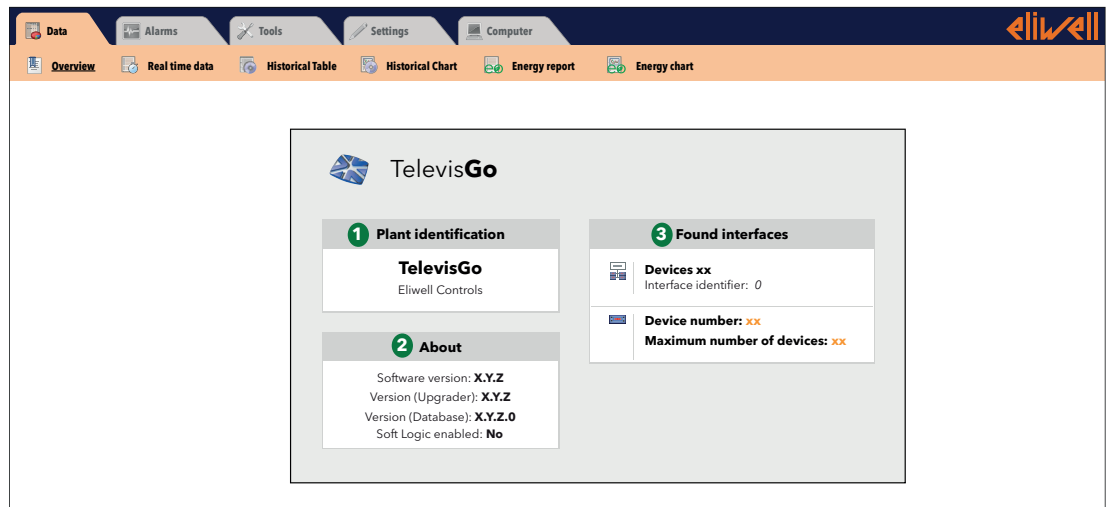 Data Alarms Tools Settings Computer eliwell
Overview Real time data Historical Table Historical Chart Energy report Energy chart
TelevisGo
1 Plant identification
TelevisGo
Eliwell Controls
2 About
Software version: X.Y.Z
Version (Upgrader): X.Y.Z
Version (Database): X.Y.Z.0
Soft Logic enabled: No
3 Found interfaces
Devices xx
Interface identifier: 0
Device number: xx
Maximum number of devices: xx